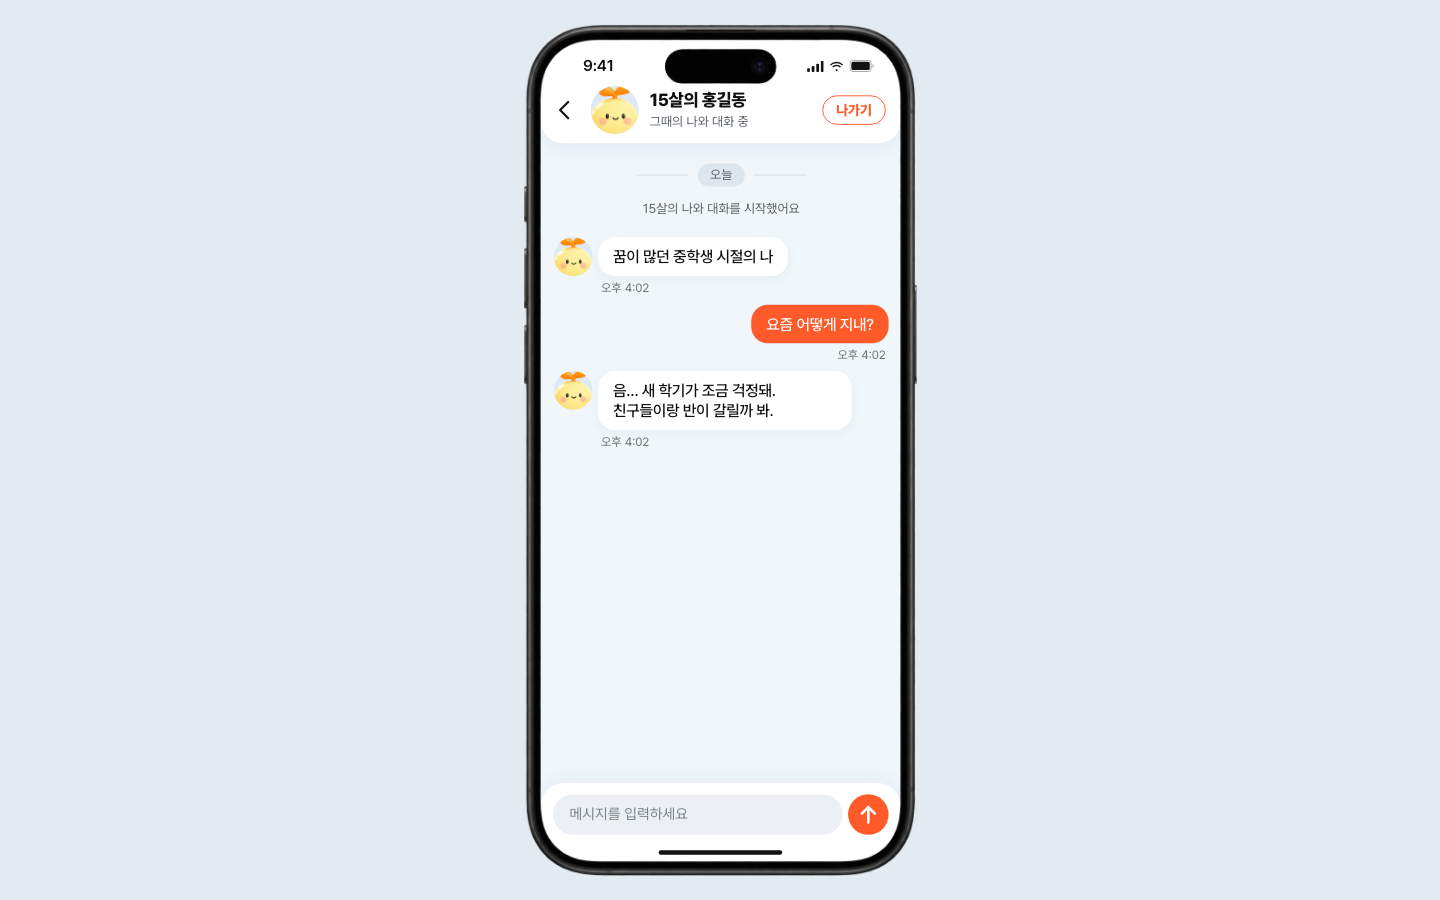 9:41
15살의 홍길동
그때의 나와 대화 중
나가기
오늘
15살의 나와 대화를 시작했어요
꿈이 많던 중학생 시절의 나
오후 4:02
요즘 어떻게 지내?
오후 4:02
음... 새 학기가 조금 걱정돼.
친구들이랑 반이 갈릴까 봐.
오후 4:02
메시지를 입력하세요